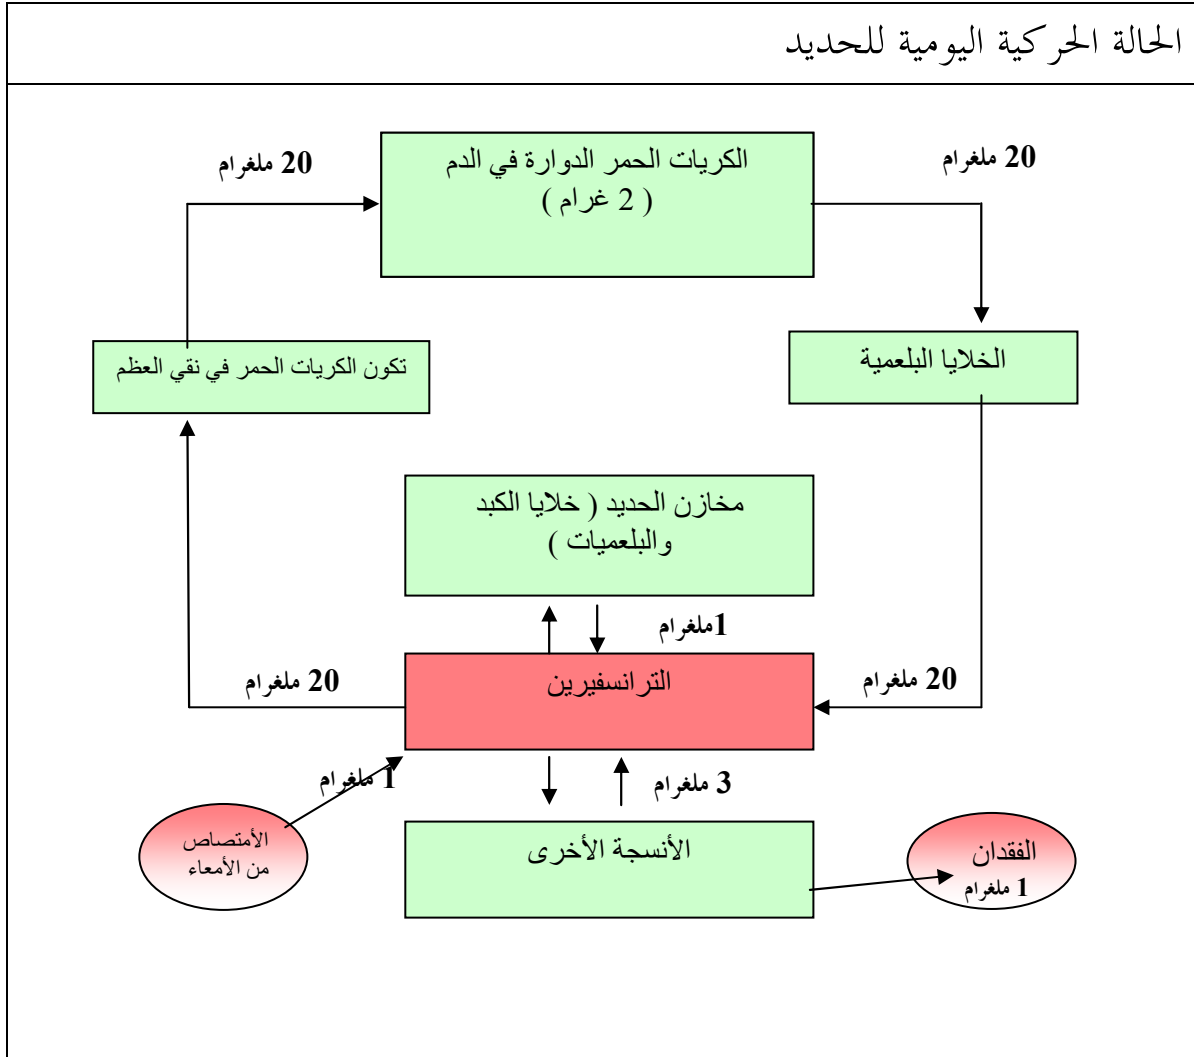 الحالة الحركية اليومية للحديد
20 ملغرام
الكريات الحمر الدوارة في الدم
( 2 غرام )
20 ملغرام
الخلايا البلعمية
تكون الكريات الحمر في نقي العظم
مخازن الحديد ( خلايا الكبد
والبلعميات )
1ملغرام
20 ملغرام
الترانسفيرين
20 ملغرام
1 ملغرام
3 ملغرام
الأمتصاص
من الأمعاء
الأنسجة الأخرى
الفقدان
1 ملغرام